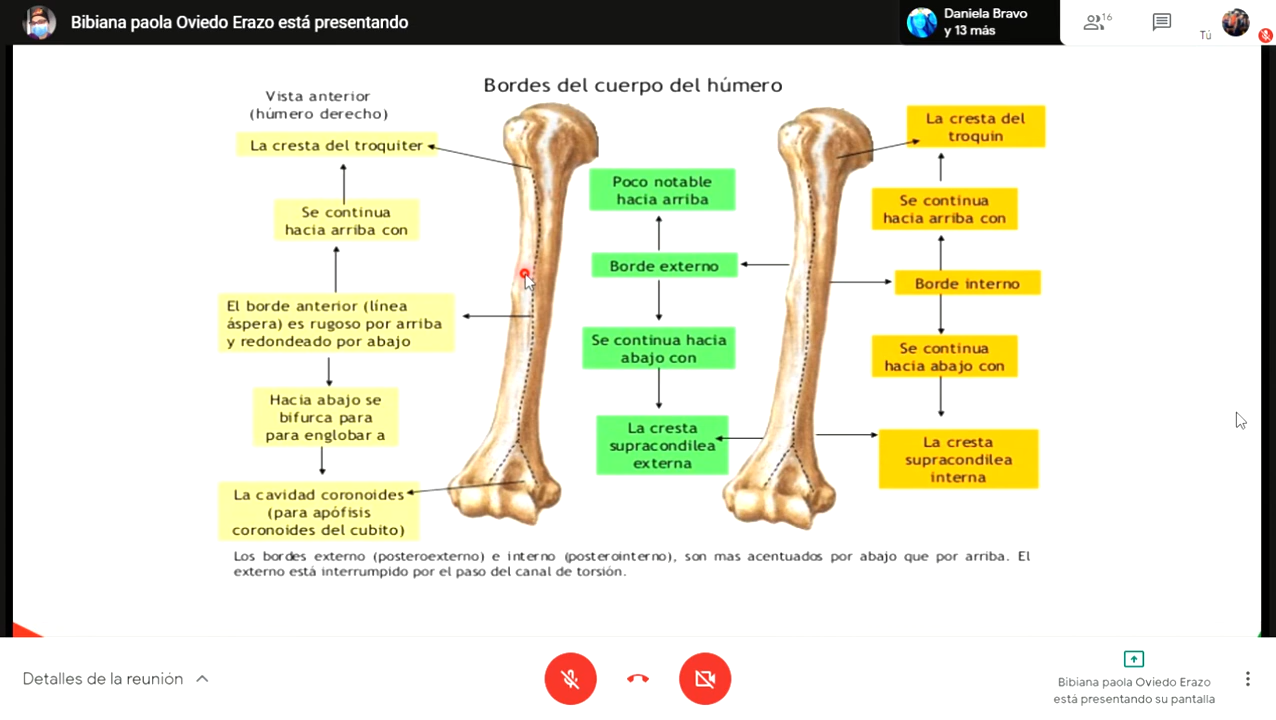 Bibiana paola Oviedo Erazo está presentando
Daniela Bravo
y 13 más
16
Tú
Bordes del cuerpo del húmero
Vista anterior
(húmero derecho)
La cresta del troquiter
Se continua
hacia arriba con
El borde anterior (línea
áspera) es rugoso por arriba
y redondeado por abajo
Hacia abajo se
bifurca para
para englobar a
La cavidad coronoides
(para apófisis
coronoides del cubito)
Poco notable
hacia arriba
Borde externo
Se continua hacia
abajo con
La cresta
supracondilea
externa
La cresta del
troquin
Se continua
hacia arriba con
Borde interno
Se continua
hacia abajo con
La cresta
supracondilea
interna
Los bordes externo (posteroexterno) e interno (posterointerno), son mas acentuados por abajo que por arriba. El
externo está interrumpido por el paso del canal de torsión.
Detalles de la reunión
Bibiana paola Oviedo Erazo
está presentando su pantalla